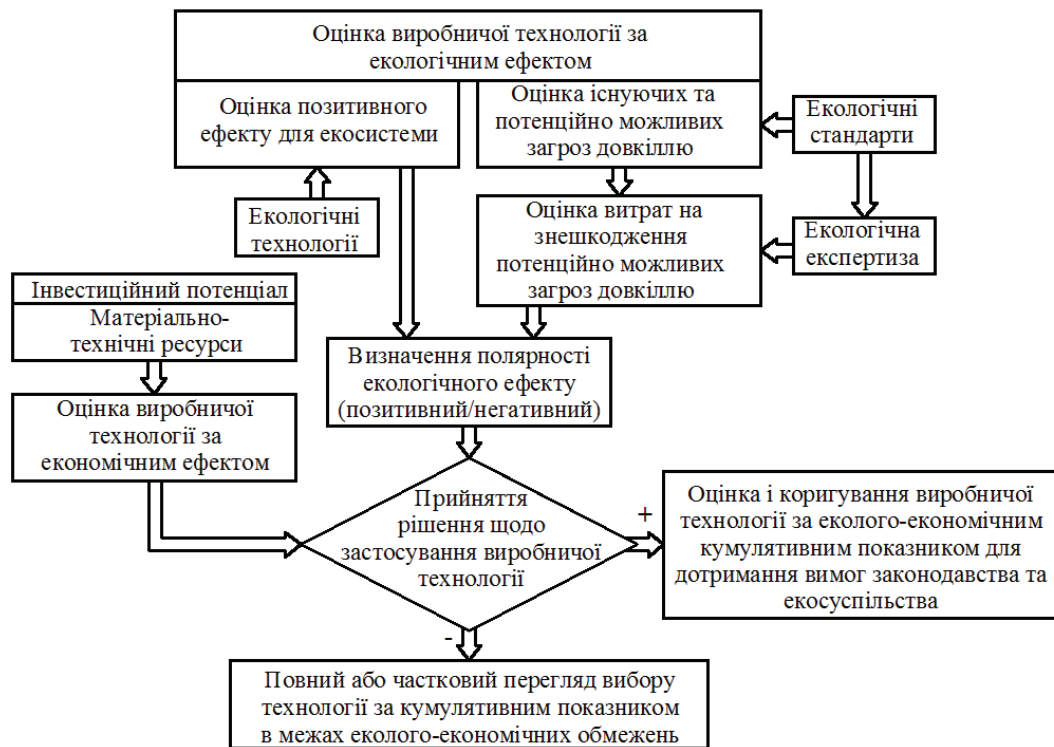 Оцінка виробничої технології за
екологічним ефектом
Оцінка позитивного
ефекту для екосистеми
Оцінка існуючих та
потенційно можливих
загроз довкіллю
Екологічні
стандарти
Екологічні
технології
Оцінка витрат на
знешкодження
потенційно можливих
загроз довкіллю
Екологічна
експертиза
Інвестиційний потенціал
Матеріально-
технічні ресурси
Визначення полярності
екологічного ефекту
(позитивний/негативний)
Оцінка виробничої
технології за
економічним ефектом
Прийняття
рішення щодо
застосування виробничої
технології
+
Оцінка і коригування виробничої
технології за еколого-економічним
кумулятивним показником для
дотримання вимог законодавства та
екосуспільства
-
Повний або частковий перегляд вибору
технології за кумулятивним показником
в межах еколого-економічних обмежень